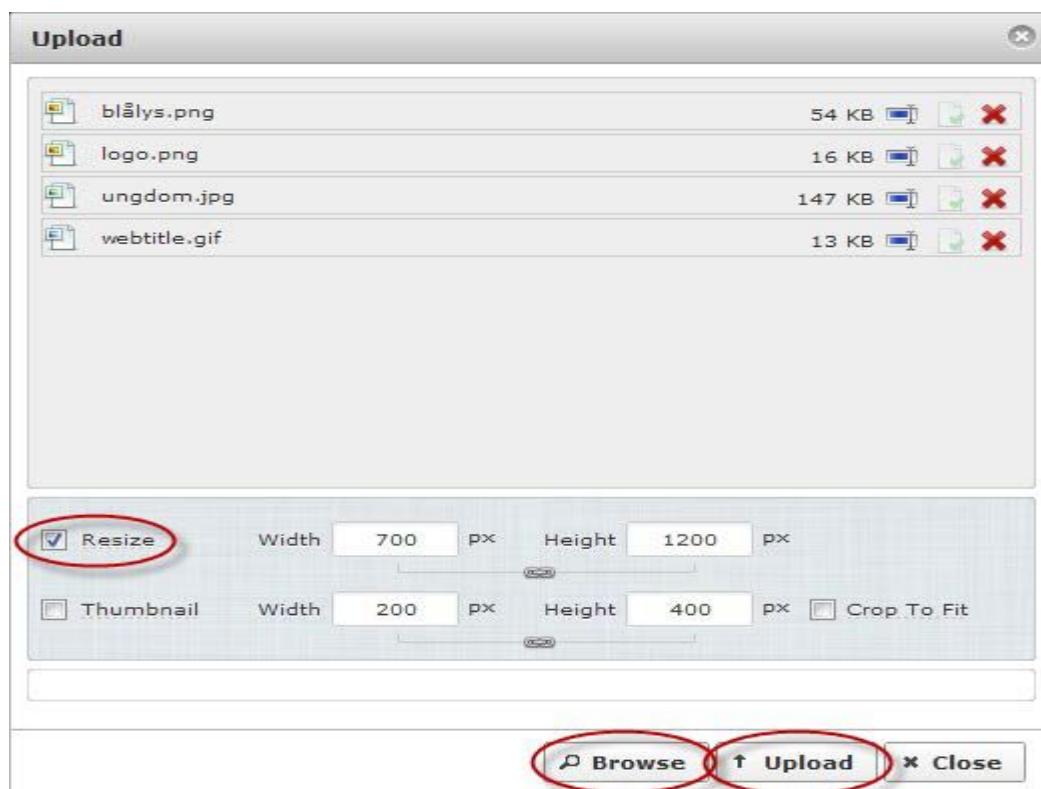 Upload
blålys.png 54 KB
logo.png 16 KB
ungdom.jpg 147 KB
webtitle.gif 13 KB
Resize Width 700 px Height 1200 px
Thumbnail Width 200 px Height 400 px Crop To Fit
Browse Upload Close